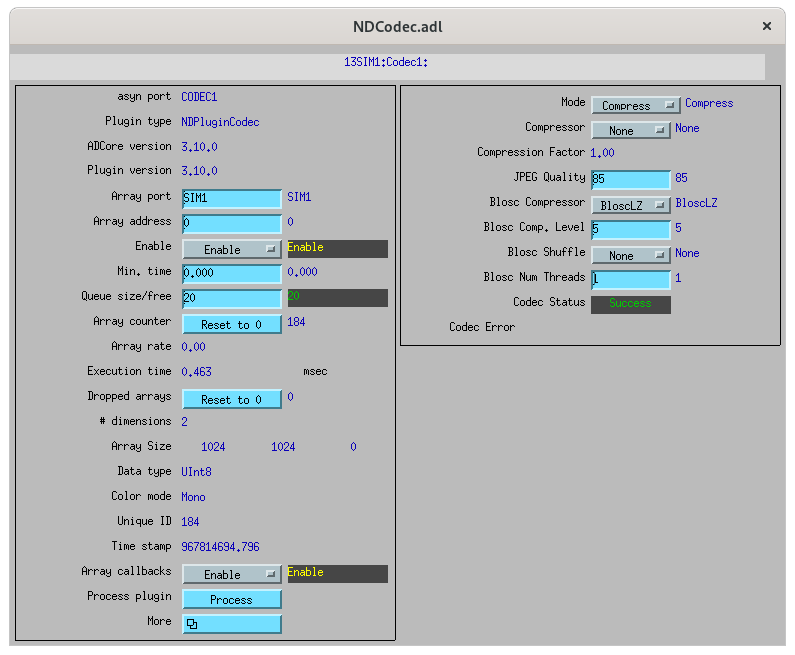 NDCodec.adl
×
13SIM1:Codec1:
asyn port CODEC1
Plugin type NDPluginCodec
ADCore version 3.10.0
Plugin version 3.10.0
Array port SIM1 SIM1
Array address 0 0
Enable Enable Enable
Min. time 0.000 0.000
Queue size/free 20 20
Array counter Reset to 0 184
Array rate 0.00
Execution time 0.463 msec
Dropped arrays Reset to 0 0
# dimensions 2
Array Size 1024 1024 0
Data type UInt8
Color mode Mono
Unique ID 184
Time stamp 967814694.796
Array callbacks Enable Enable
Process plugin Process
More
Mode Compress Compress
Compressor None None
Compression Factor 1.00
JPEG Quality 85 85
Blosc Compressor BloscLZ BloscLZ
Blosc Comp. Level 5 5
Blosc Shuffle None None
Blosc Num Threads 1 1
Codec Status Success
Codec Error